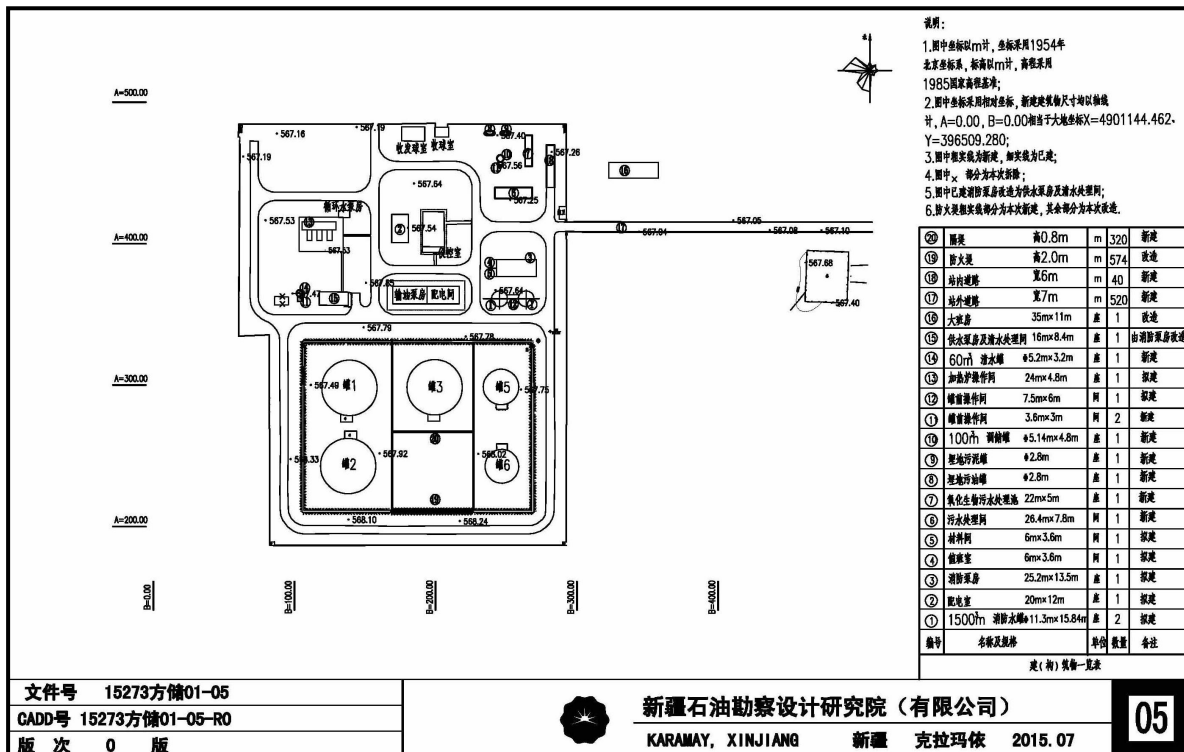 说明:
1.图中坐标以m计, 坐标采用1954年
北京坐标系, 标高以m计, 高程采用
1985国家高程基准;
2.图中坐标采用相对坐标, 新建建筑物尺寸均以轴线
计, A=0.00, B=0.00相当于大地坐标X=4901144.462、
Y=396509.280;
3.图中粗实线为新建, 细实线为已建;
4.图中× 部分为本次拆除;
5.图中已建消防泵房改造为供水泵房及清水处理间;
6.防火堤粗实线部分为本次新建, 其余部分为本次改造.
A=500.00
A=400.00
A=300.00
A=200.00
B=0.00
B=100.00
B=200.00
B=300.00
B=400.00
567.16
567.19
567.19
收发球室
收球室
567.40
567.56
567.26
567.25
567.64
循环水泵房
567.53
567.54
仪控室
567.53
567.05
567.08
567.10
567.68
567.40
567.65
输油泵房
配电间
567.64
567.79
567.78
罐1
567.49
罐3
罐5
567.75
罐2
567.92
568.02
罐6
568.10
568.24
⑳ 隔堤 高0.8m m 320 新建
⑲ 防火堤 高2.0m m 574 改造
⑱ 站内道路 宽6m m 40 新建
⑰ 站外道路 宽7m m 520 新建
⑯ 大班房 35m×11m 座 1 改造
⑮ 供水泵房及清水处理间 16m×8.4m 座 1 由消防泵房改造
⑭ 60m³ 清水罐 φ5.2m×3.2m 座 1 新建
⑬ 加热炉操作间 24m×4.8m 座 1 拟建
⑫ 罐前操作间 7.5m×6m 间 1 拟建
⑪ 罐前操作间 3.6m×3m 间 2 新建
⑩ 100m³ 调储罐 φ5.14m×4.8m 座 1 新建
⑨ 埋地污泥罐 φ2.8m 座 1 新建
⑧ 埋地污油罐 φ2.8m 座 1 新建
⑦ 氧化生物污水处理池 22m×5m 座 1 新建
⑥ 污水处理间 26.4m×7.8m 间 1 新建
⑤ 材料间 6m×3.6m 间 1 拟建
④ 值班室 6m×3.6m 间 1 拟建
③ 消防泵房 25.2m×13.5m 座 1 拟建
② 配电室 20m×12m 座 1 拟建
① 1500m³ 消防水罐φ11.3m×15.84m 座 2 拟建
编号 名称及规格 单位 数量 备注
建(构)筑物一览表
文件号 15273方储01-05
CADD号 15273方储01-05-R0
版 次 0 版
新疆石油勘察设计研究院(有限公司)
KARAMAY, XINJIANG 新疆 克拉玛依 2015.07
05